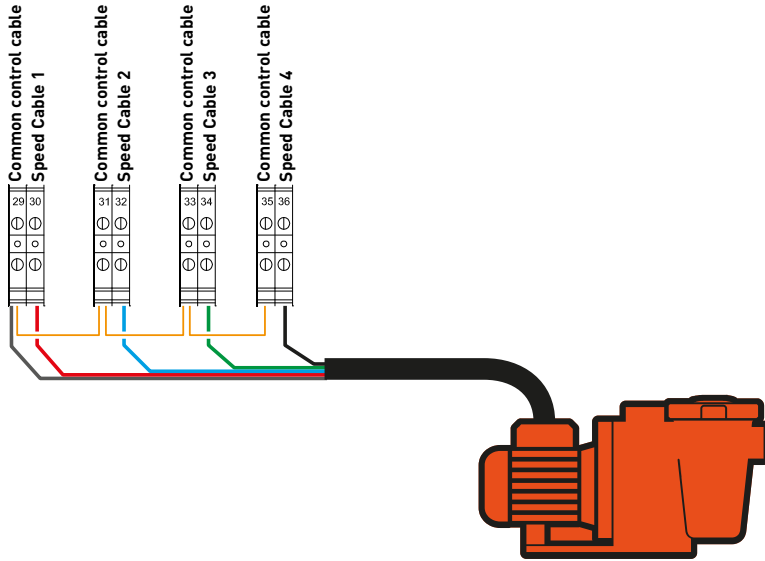 Common control cable
Speed Cable 1
Common control cable
Speed Cable 2
Common control cable
Speed Cable 3
Common control cable
Speed Cable 4
29 30
31 32
33 34
35 36